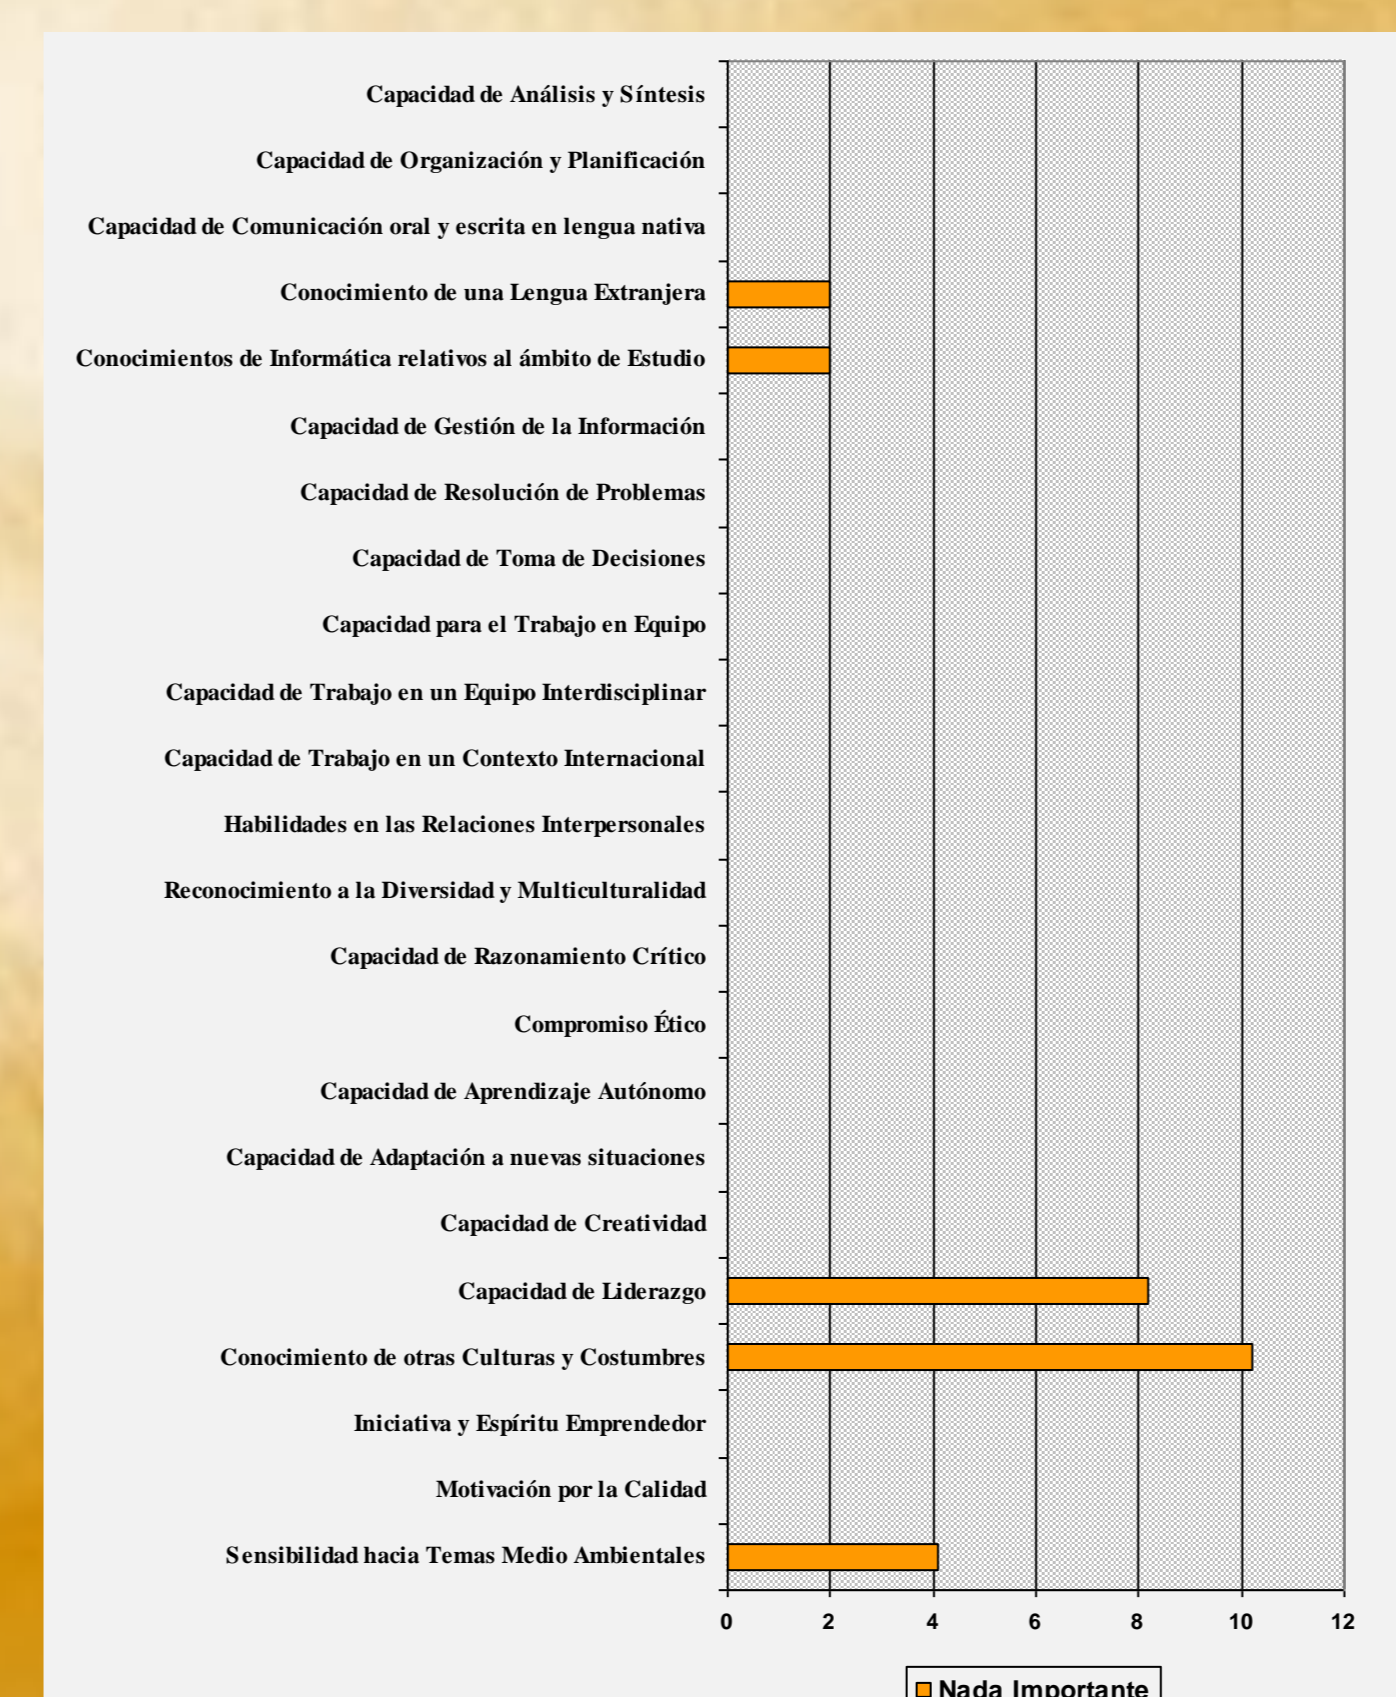 Capacidad de Análisis y Síntesis
Capacidad de Organización y Planificación
Capacidad de Comunicación oral y escrita en lengua nativa
Conocimiento de una Lengua Extranjera
Conocimientos de Informática relativos al ámbito de Estudio
Capacidad de Gestión de la Información
Capacidad de Resolución de Problemas
Capacidad de Toma de Decisiones
Capacidad para el Trabajo en Equipo
Capacidad de Trabajo en un Equipo Interdisciplinar
Capacidad de Trabajo en un Contexto Internacional
Habilidades en las Relaciones Interpersonales
Reconocimiento a la Diversidad y Multiculturalidad
Capacidad de Razonamiento Crítico
Compromiso Ético
Capacidad de Aprendizaje Autónomo
Capacidad de Adaptación a nuevas situaciones
Capacidad de Creatividad
Capacidad de Liderazgo
Conocimiento de otras Culturas y Costumbres
Iniciativa y Espíritu Emprendedor
Motivación por la Calidad
Sensibilidad hacia Temas Medio Ambientales
0 2 4 6 8 10 12
Nada Importante